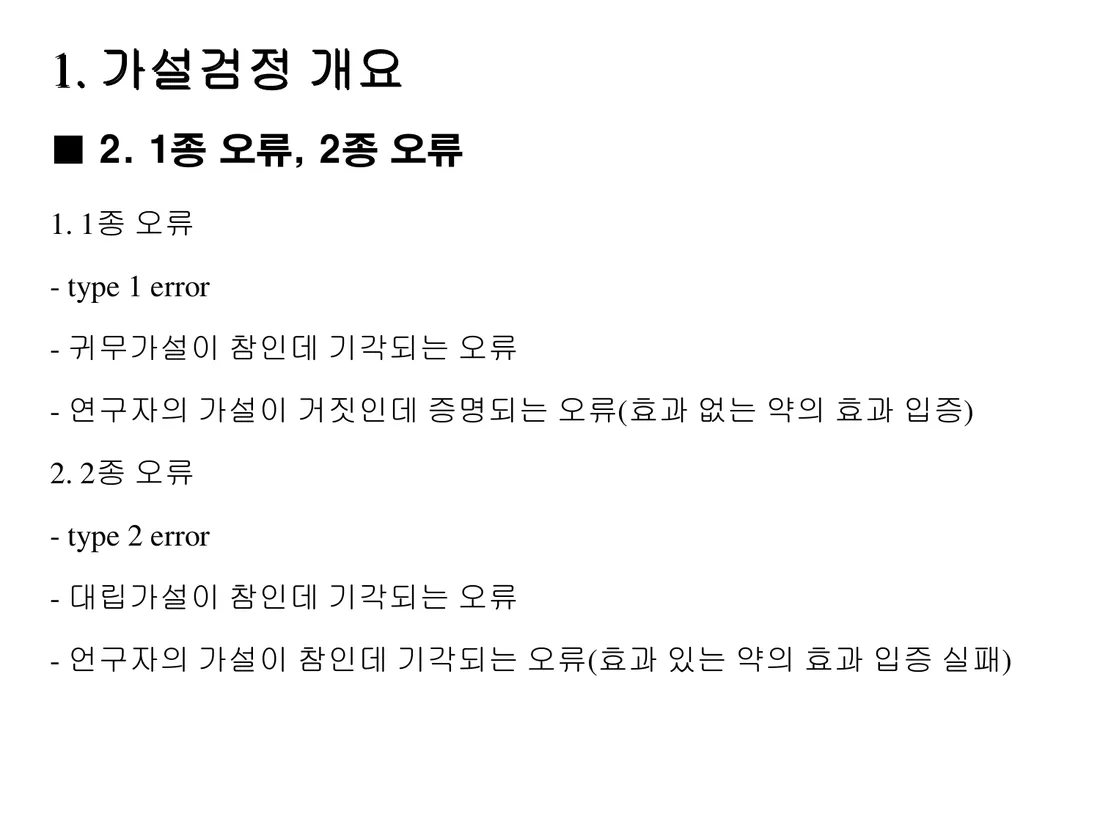 1. 가설검정 개요
■ 2. 1종 오류, 2종 오류
1. 1종 오류
- type 1 error
- 귀무가설이 참인데 기각되는 오류
- 연구자의 가설이 거짓인데 증명되는 오류(효과 없는 약의 효과 입증)
2. 2종 오류
- type 2 error
- 대립가설이 참인데 기각되는 오류
- 언구자의 가설이 참인데 기각되는 오류(효과 있는 약의 효과 입증 실패)